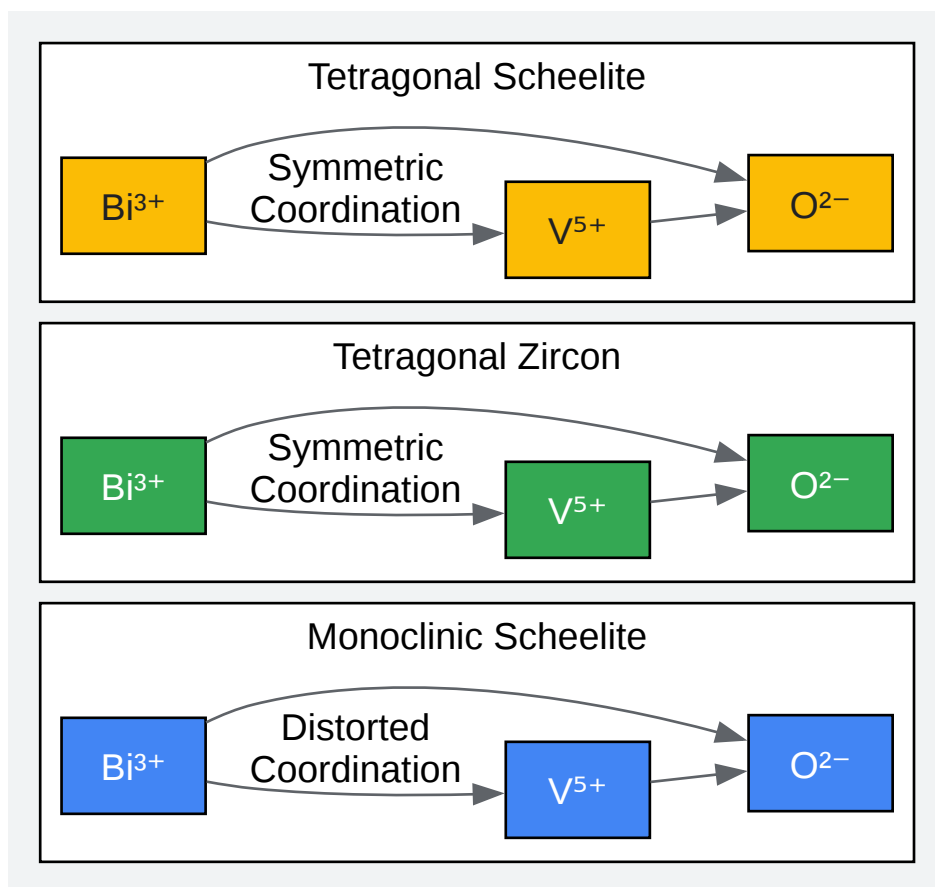 Tetragonal Scheelite
Symmetric
Coordination
Bi³⁺
V⁵⁺
O²⁻
Tetragonal Zircon
Symmetric
Coordination
Bi³⁺
V⁵⁺
O²⁻
Monoclinic Scheelite
Distorted
Coordination
Bi³⁺
V⁵⁺
O²⁻